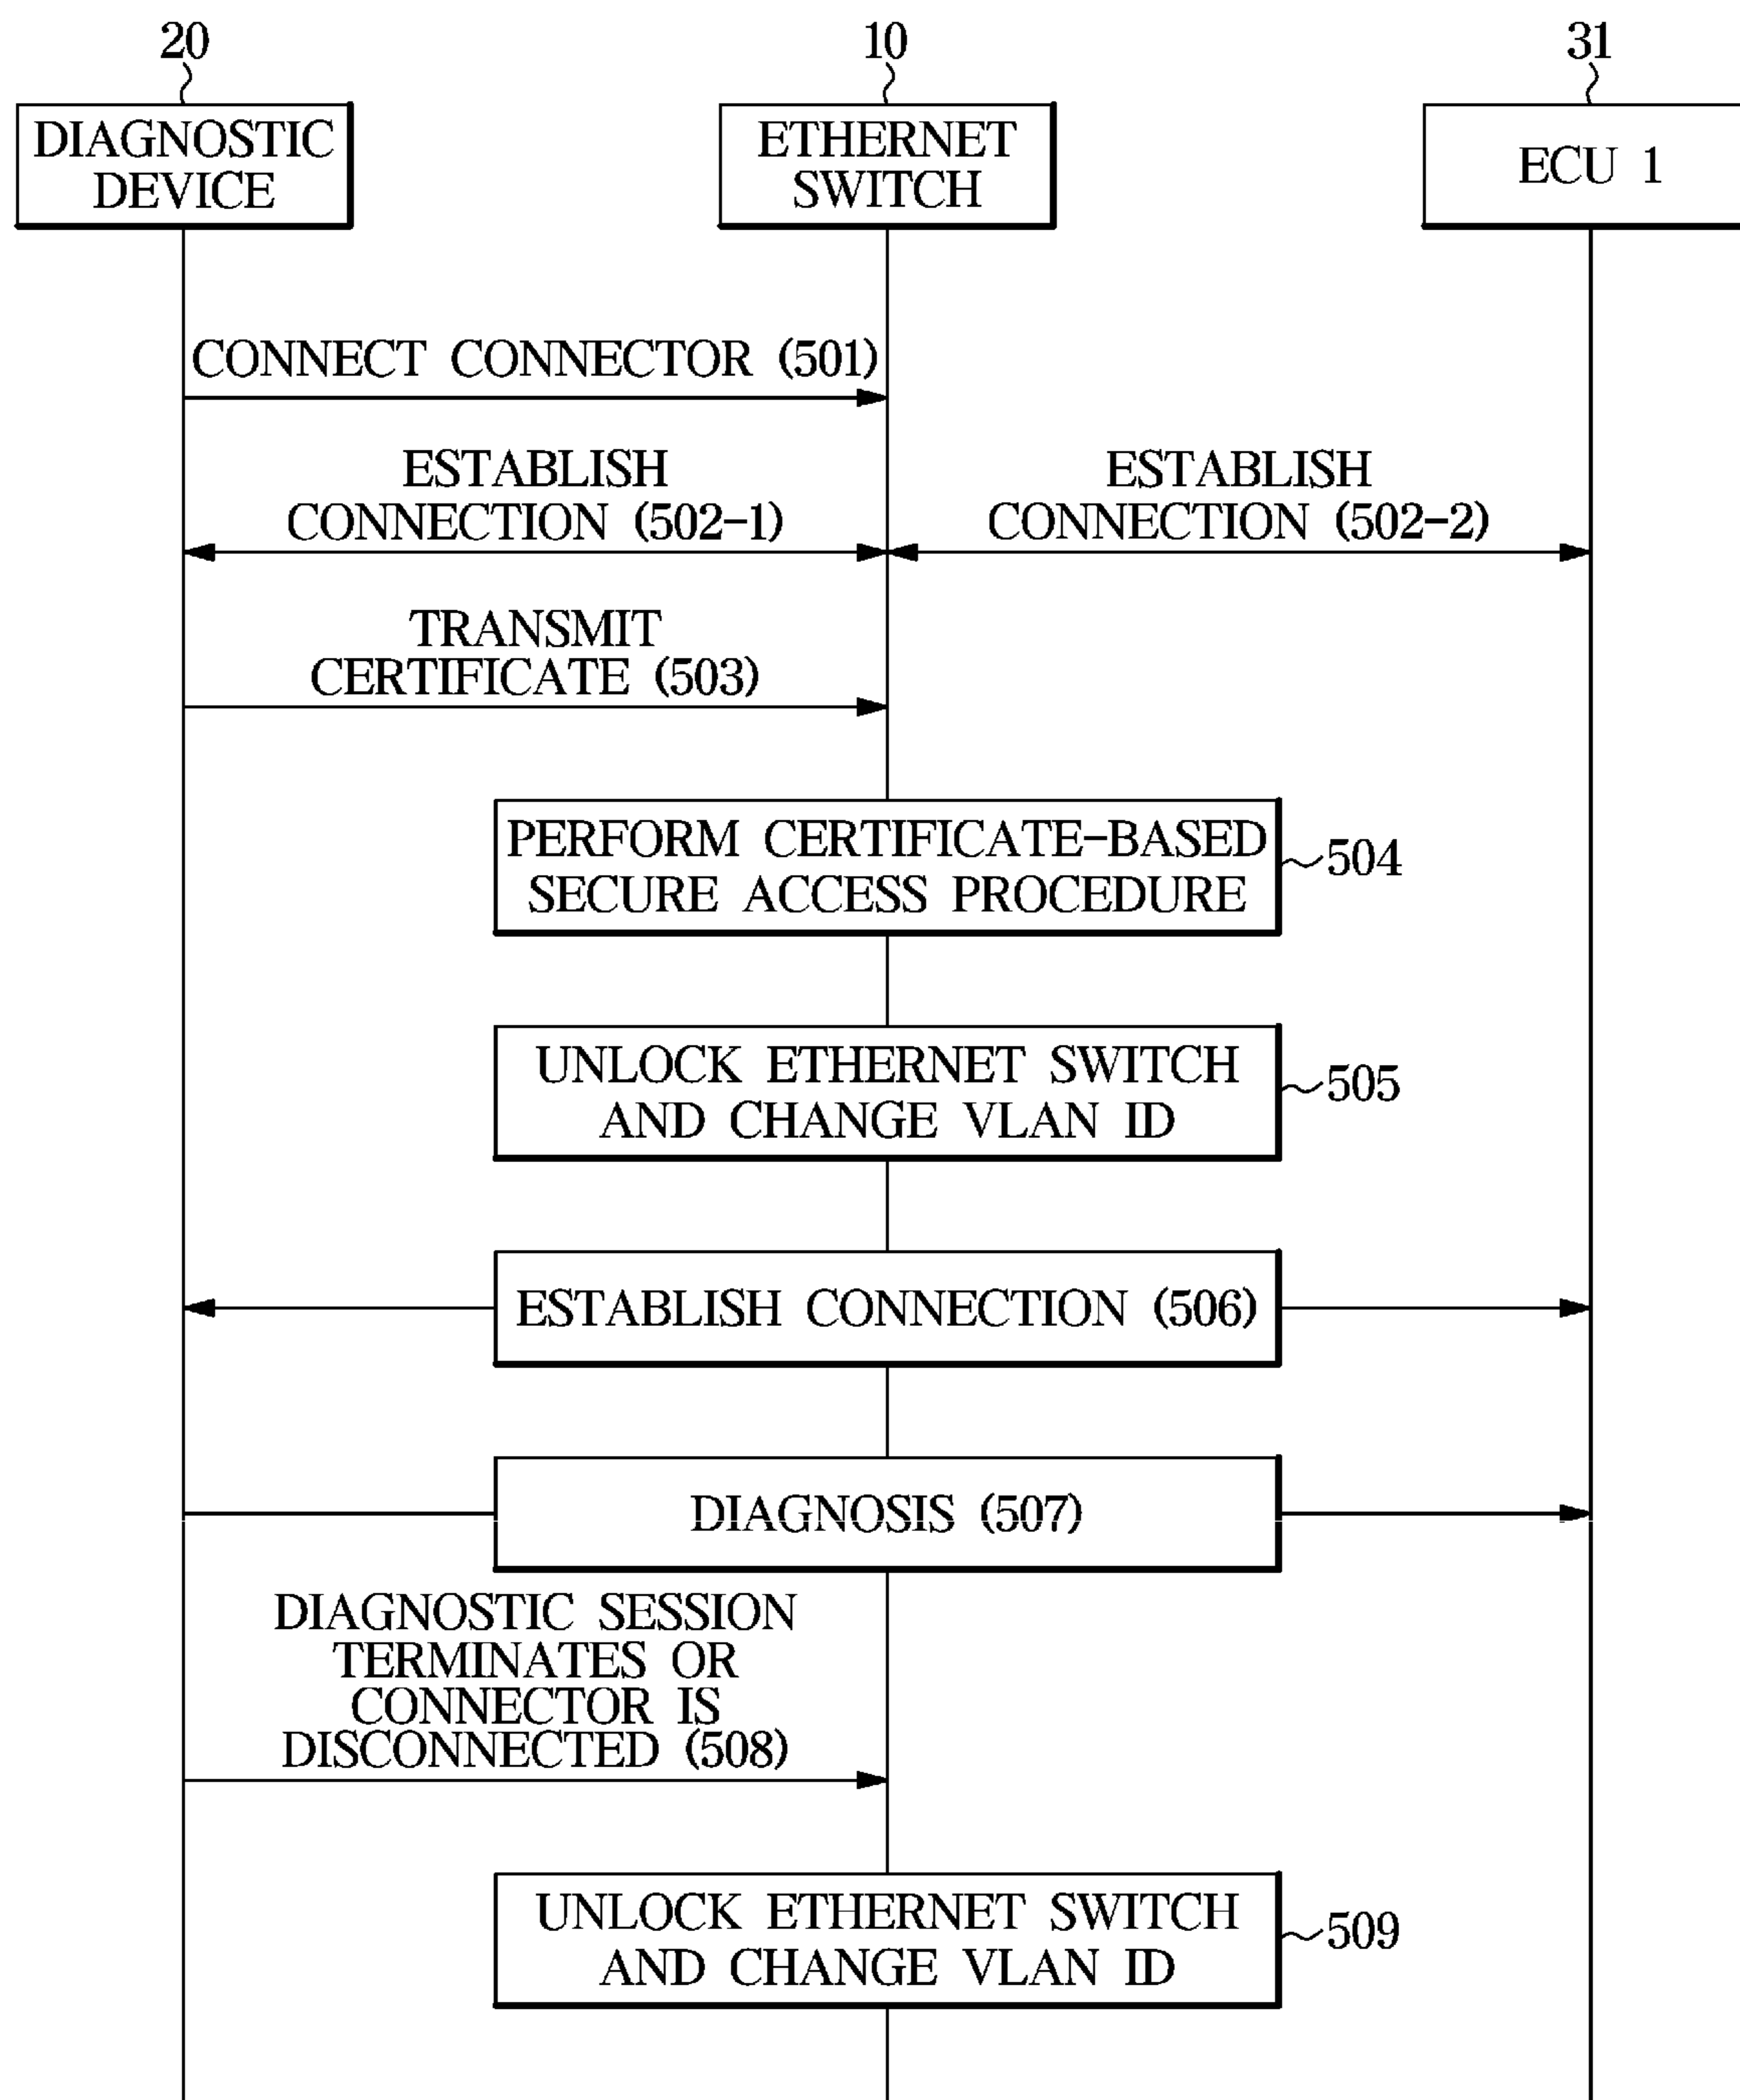 20
10
31
DIAGNOSTIC
DEVICE
ETHERNET
SWITCH
ECU 1
CONNECT CONNECTOR (501)
ESTABLISH
CONNECTION (502-1)
ESTABLISH
CONNECTION (502-2)
TRANSMIT
CERTIFICATE (503)
PERFORM CERTIFICATE-BASED
SECURE ACCESS PROCEDURE
504
UNLOCK ETHERNET SWITCH
AND CHANGE VLAN ID
505
ESTABLISH CONNECTION (506)
DIAGNOSIS (507)
DIAGNOSTIC SESSION
TERMINATES OR
CONNECTOR IS
DISCONNECTED (508)
UNLOCK ETHERNET SWITCH
AND CHANGE VLAN ID
509